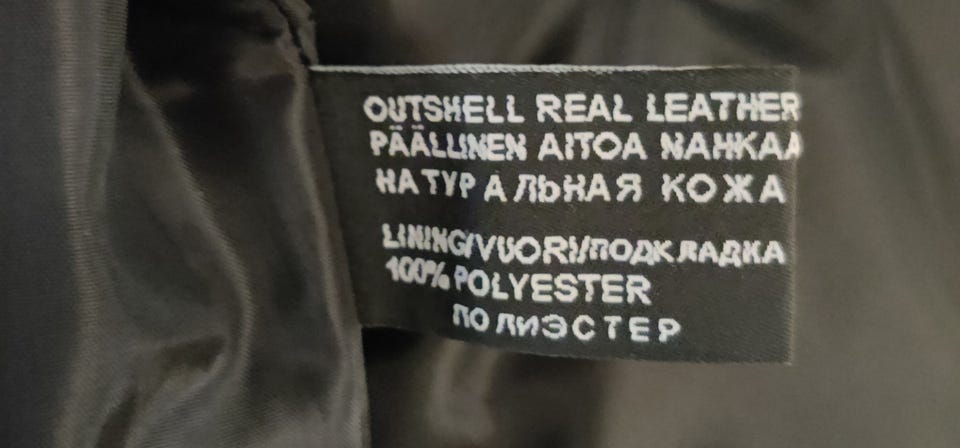 OUTSHELL REAL LEATHER
PÄÄLLINEN AITOA NAHKAA
НАТУРАЛЬНАЯ КОЖА
LINING/VUORI/ПОДКЛАДКА
100% POLYESTER
ПОЛИЭСТЕР